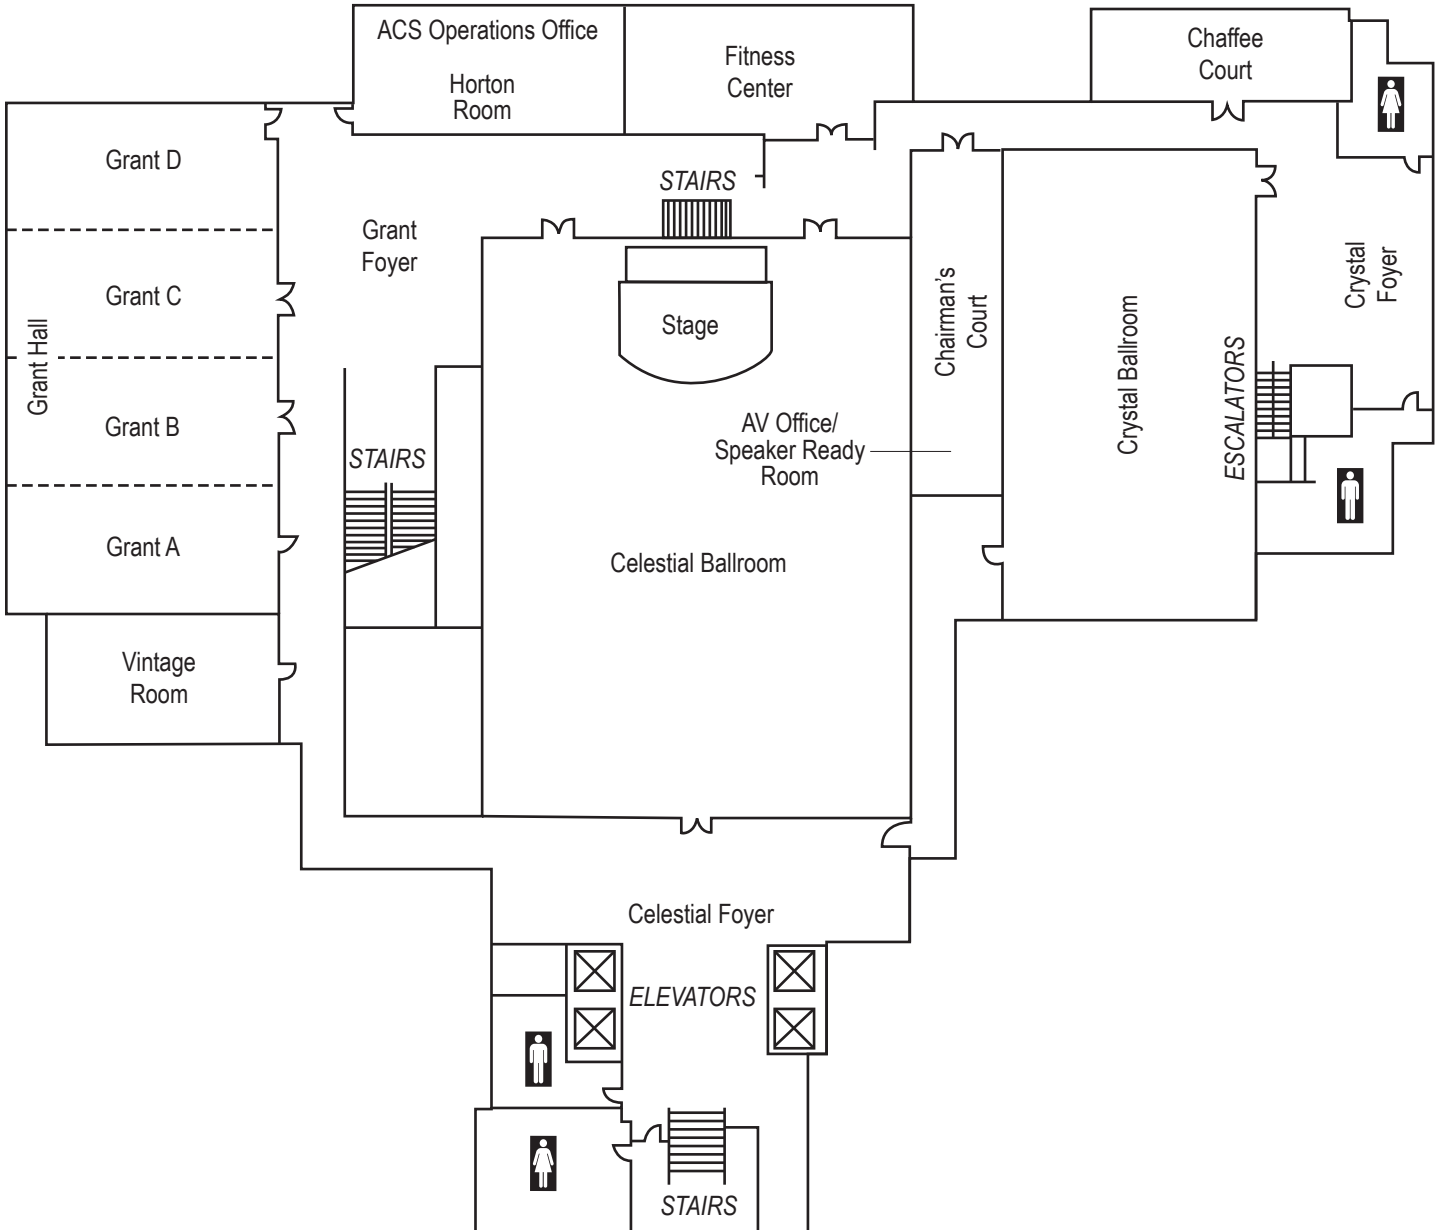 ACS Operations Office
Horton
Room
Fitness
Center
Chaffee
Court
Grant D
STAIRS
Grant
Foyer
Grant C
Stage
Chairman's
Court
Crystal Ballroom
Crystal
Foyer
ESCALATORS
Grant Hall
Grant B
STAIRS
AV Office/
Speaker Ready
Room
Grant A
Celestial Ballroom
Vintage
Room
Celestial Foyer
ELEVATORS
STAIRS